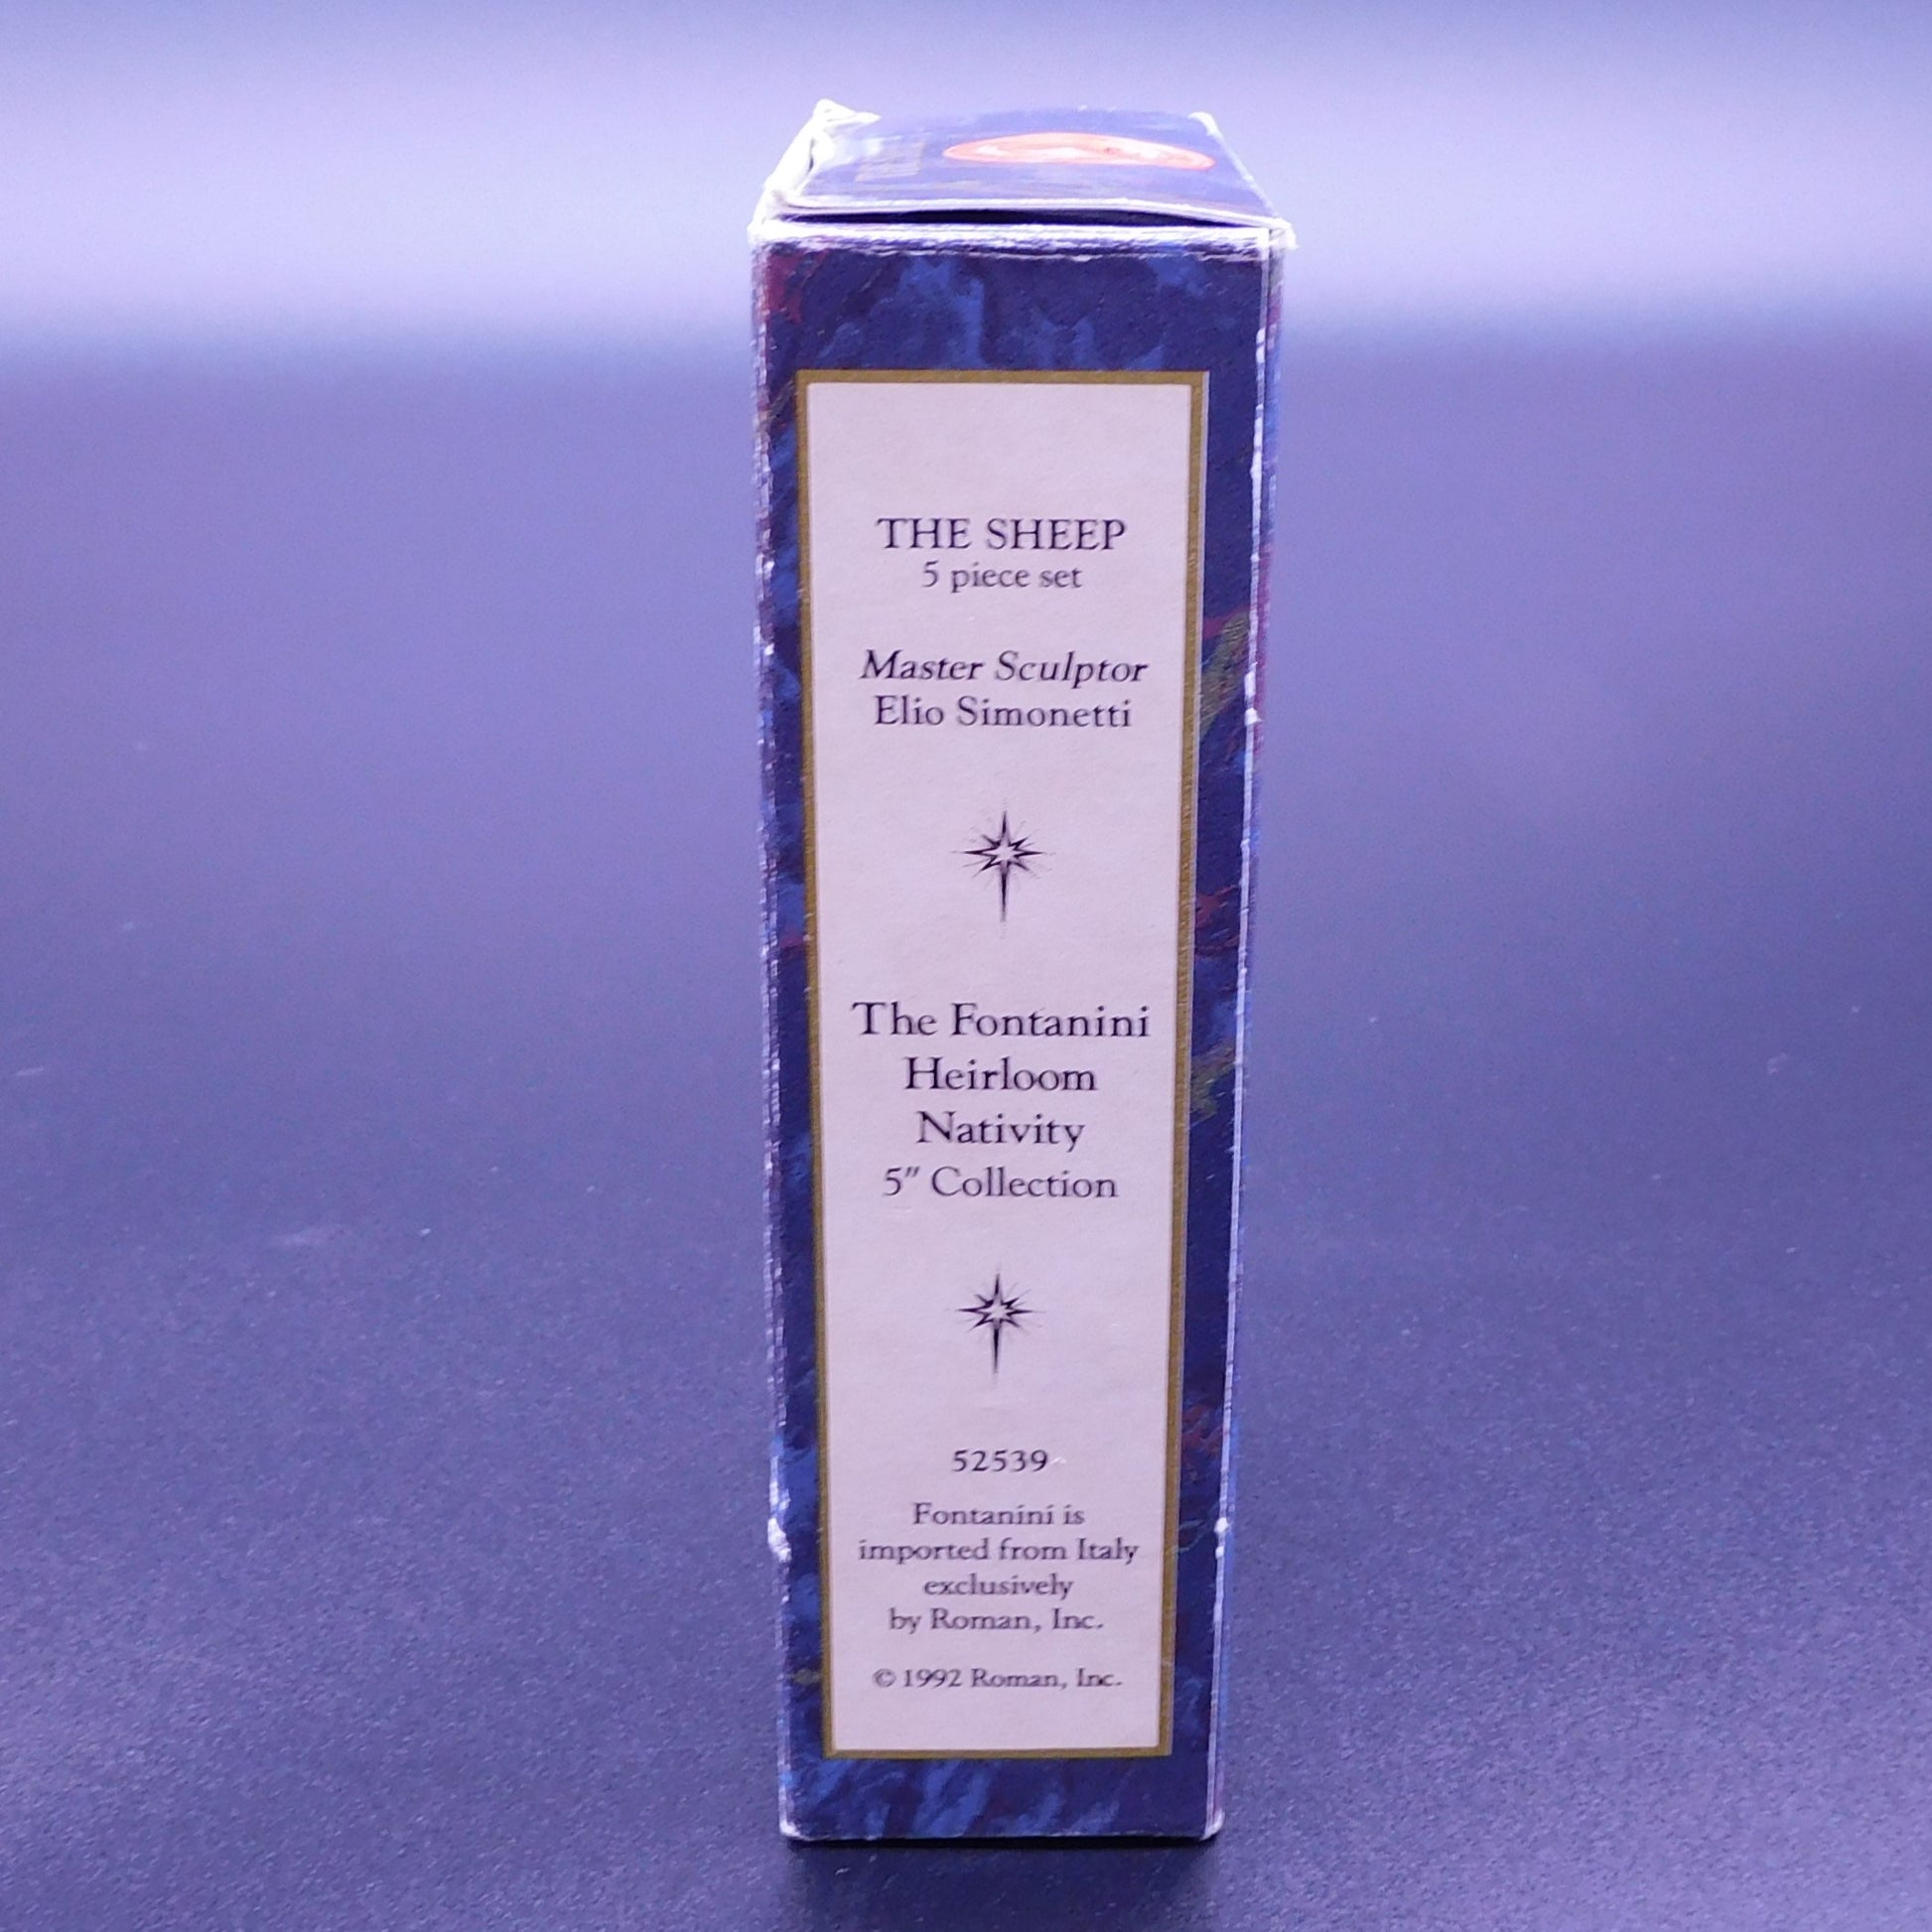 THE SHEEP
5 piece set
Master Sculptor
Elio Simonetti
The Fontanini
Heirloom
Nativity
5" Collection
52539
Fontanini is
imported from Italy
exclusively
by Roman, Inc.
© 1992 Roman, Inc.